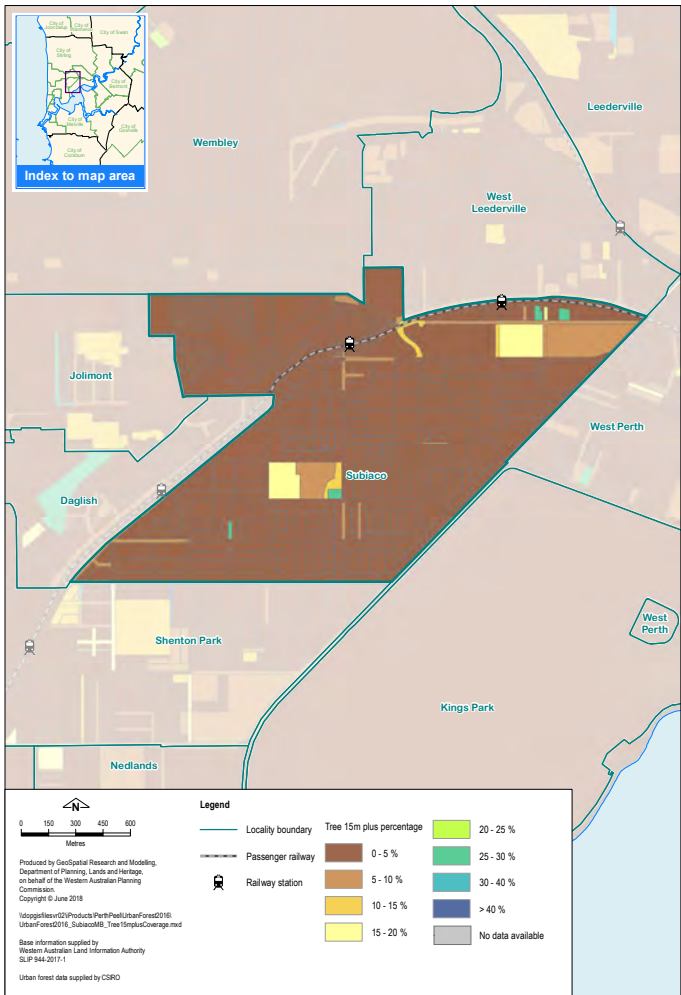 City of
Joondalup
City of
Wanneroo
City of Swan
City of
Stirling
City of
Belmont
City of
Melville
City of
Gosnells
City of
Cockburn
Index to map area
Leederville
Wembley
West
Leederville
Jolimont
West Perth
Subiaco
Daglish
West
Perth
Shenton Park
Kings Park
Nedlands
N
0 150 300 450 600
Metres
Produced by GeoSpatial Research and Modelling,
Department of Planning, Lands and Heritage,
on behalf of the Western Australian Planning
Commission.
Copyright © June 2018
\\dopgisfilesvr02\Products\PerthPeel\UrbanForest2016\
UrbanForest2016_SubiacoMB_Tree15mplusCoverage.mxd
Base information supplied by
Western Australian Land Information Authority
SLIP 944-2017-1
Urban forest data supplied by CSIRO
Legend
Locality boundary
Passenger railway
Railway station
Tree 15m plus percentage
0 - 5 %
5 - 10 %
10 - 15 %
15 - 20 %
20 - 25 %
25 - 30 %
30 - 40 %
> 40 %
No data available